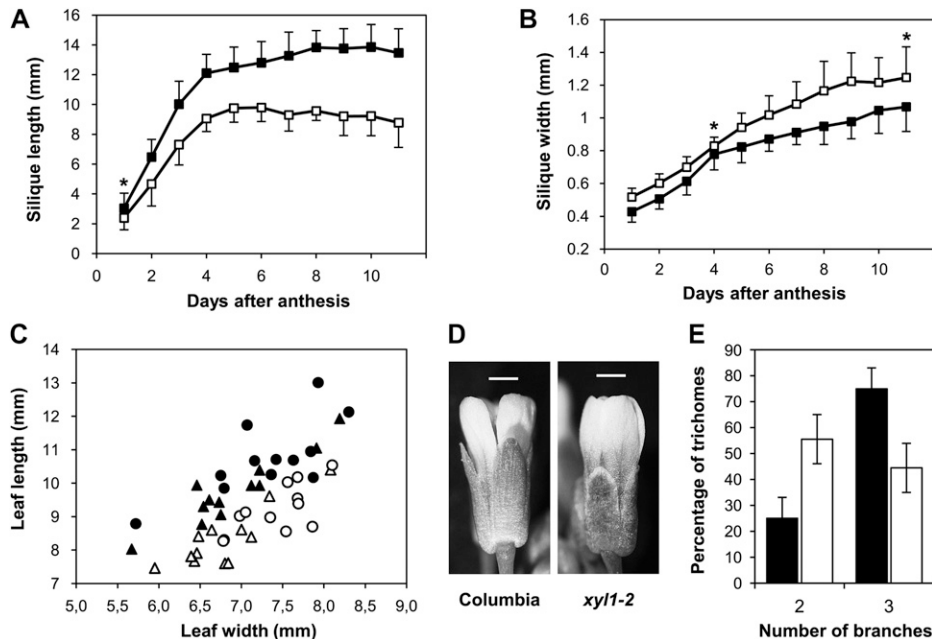 A
Silique length (mm)
16
14
12
10
8
6
4
2
0
*
0 2 4 6 8 10
Days after anthesis
B
Silique width (mm)
1.6
1.4
1.2
1
0.8
0.6
0.4
0.2
* *
0 2 4 6 8 10
Days after anthesis
C
Leaf length (mm)
14
13
12
11
10
9
8
7
5,0 5,5 6,0 6,5 7,0 7,5 8,0 8,5 9,0
Leaf width (mm)
D
Columbia xyl1-2
E
Percentage of trichomes
90
80
70
60
50
40
30
20
10
0
2 3
Number of branches